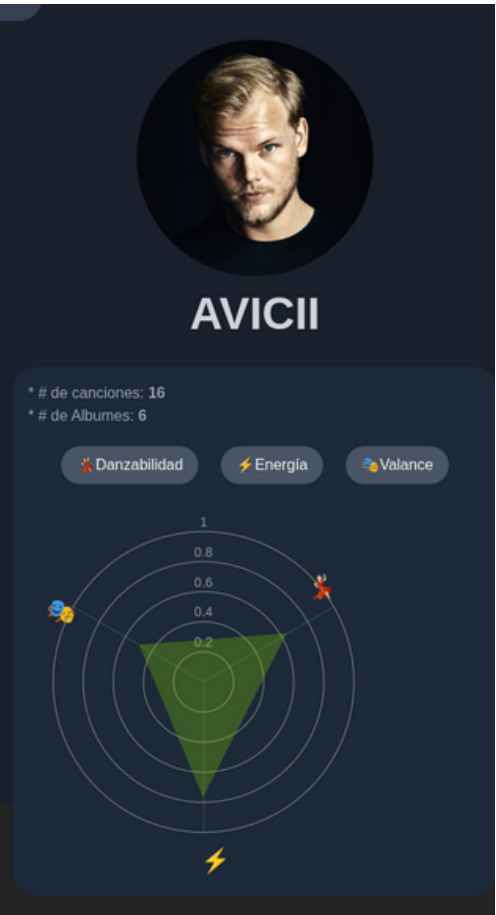 AVICII
* # de canciones: 16
* # de Albumes: 6
💃Danzabilidad ⚡Energía 🎭Valance
1
0.8
0.6
0.4
0.2